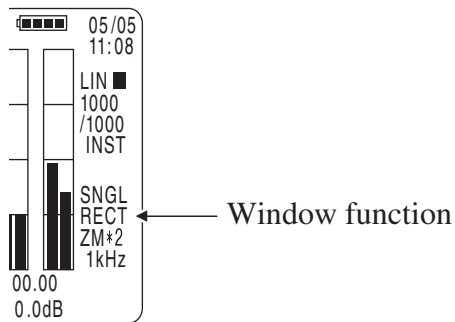 05/05
11:08
LIN
1000
/1000
INST
SNGL
RECT
ZM*2
1kHz
00.00
0.0dB
Window function